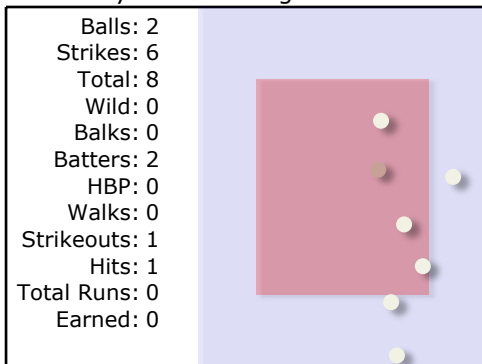 Balls: 2
Strikes: 6
Total: 8
Wild: 0
Balks: 0
Batters: 2
HBP: 0
Walks: 0
Strikeouts: 1
Hits: 1
Total Runs: 0
Earned: 0